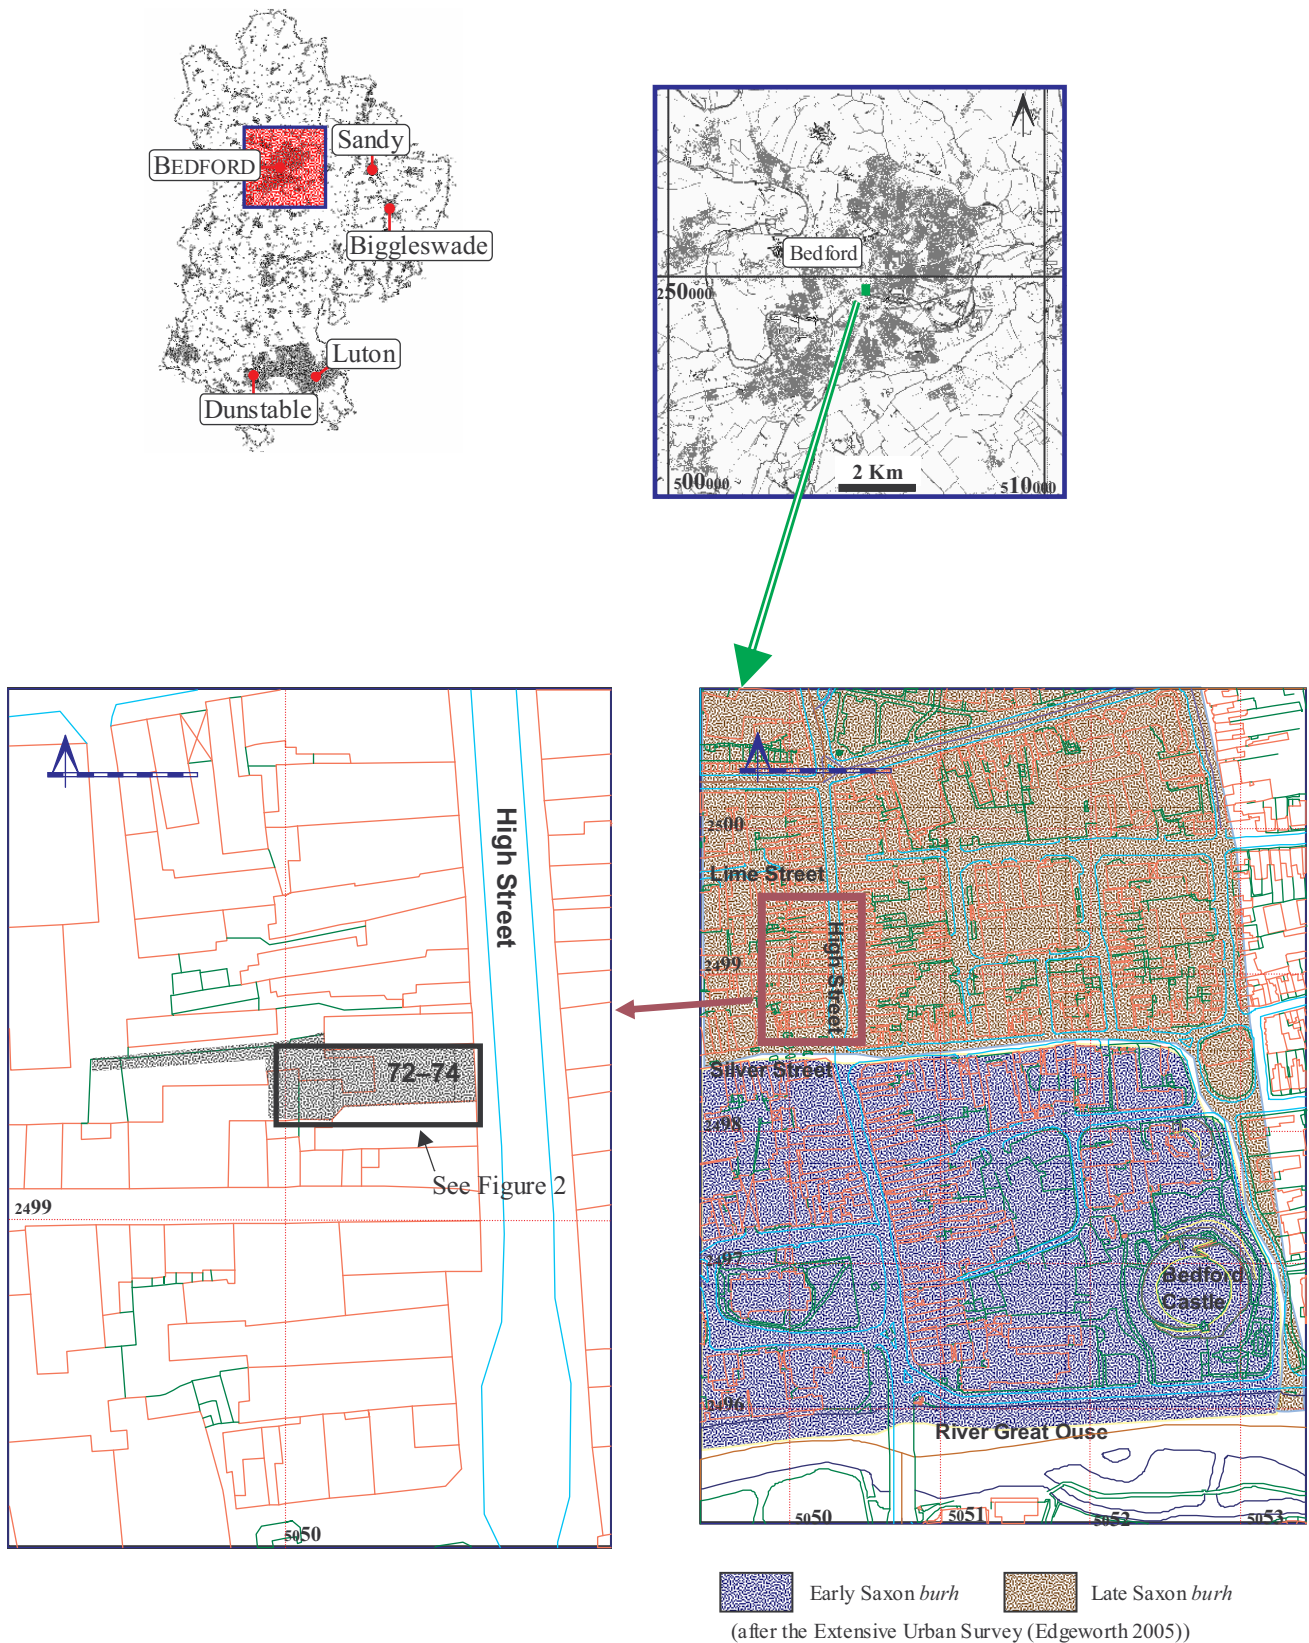 Sandy
BEDFORD
Biggleswade
Luton
Dunstable
Bedford
250000
2 Km
500000
510000
High Street
72–74
See Figure 2
2499
5050
2500
Lime Street
High Street
2499
Silver Street
2498
2497
Bedford
Castle
2496
River Great Ouse
5050
5051
5052
5053
Early Saxon burh
Late Saxon burh
(after the Extensive Urban Survey (Edgeworth 2005))